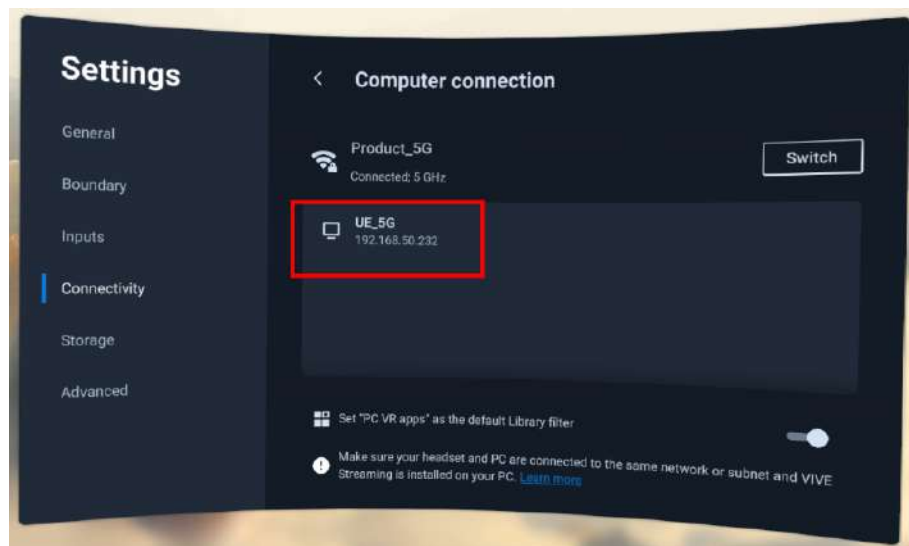 Settings
General
Boundary
Inputs
Connectivity
Storage
Advanced
Computer connection
Product_5G
Connected; 5 GHz
Switch
UE_5G
192.168.50.232
Set "PC VR apps" as the default Library filter
Make sure your headset and PC are connected to the same network or subnet and VIVE
Streaming is installed on your PC. Learn more